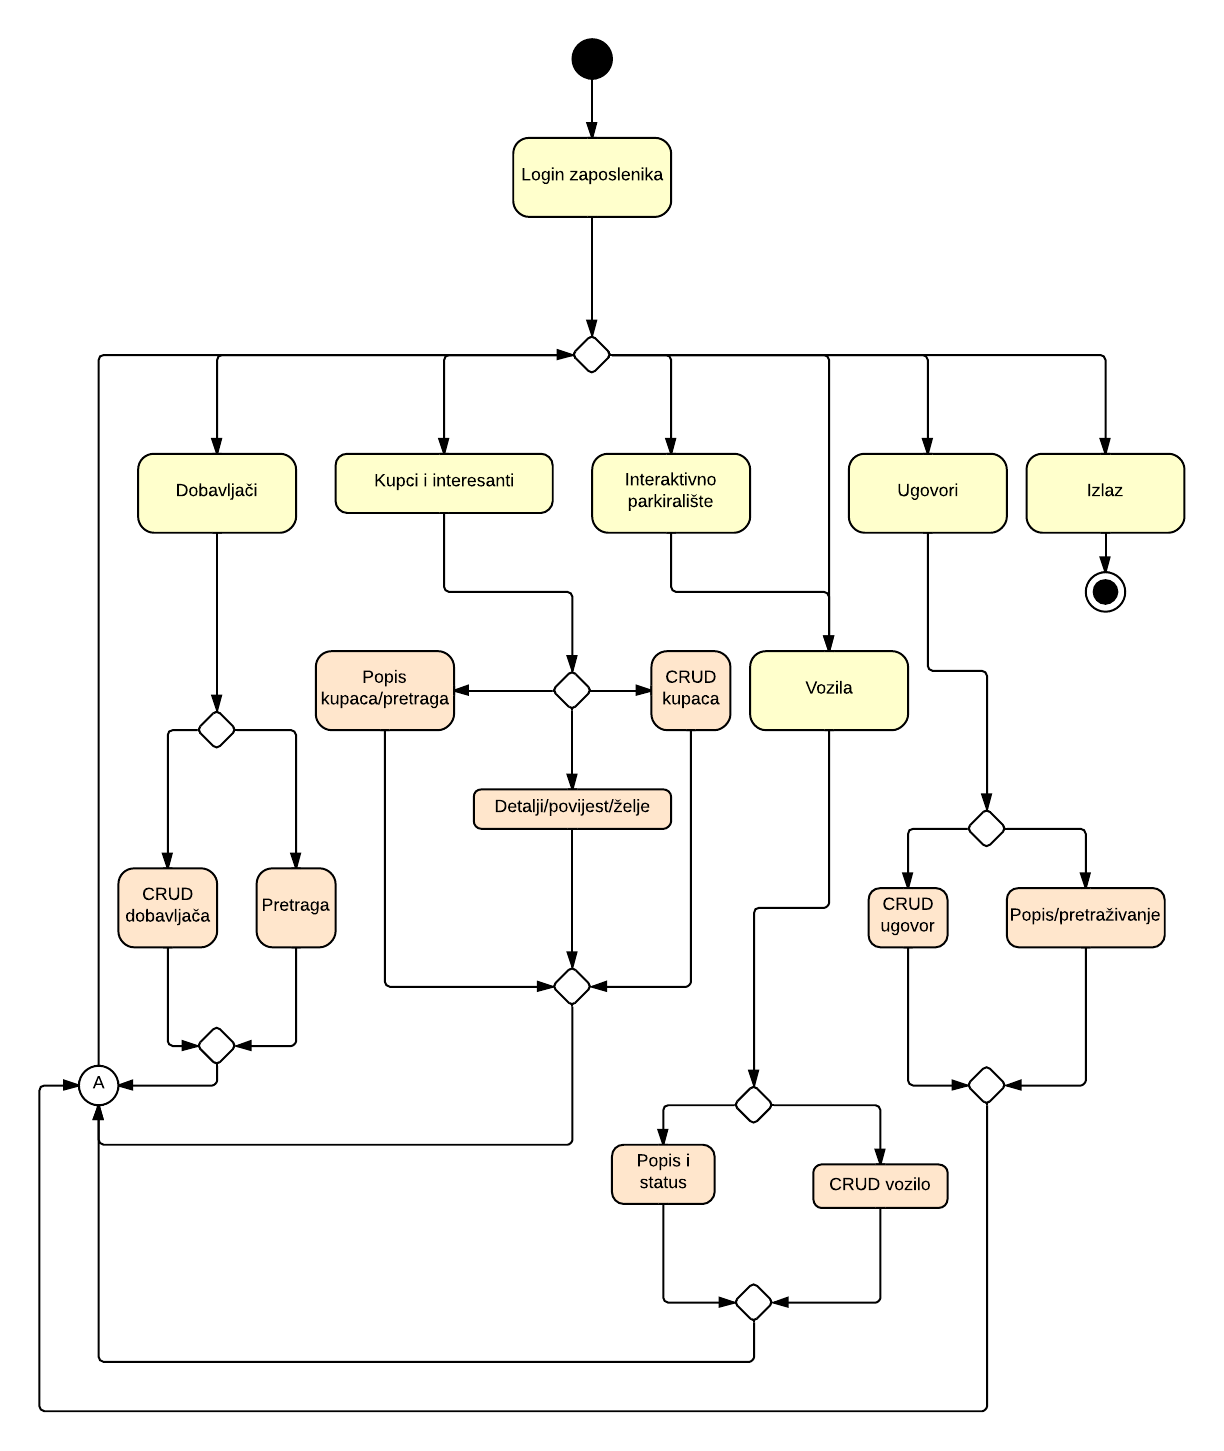 Login zaposlenika
Dobavljači
Kupci i interesanti
Interaktivno
parkiralište
Ugovori
Izlaz
Popis
kupaca/pretraga
CRUD
kupaca
Vozila
Detalji/povijest/želje
CRUD
dobavljača
Pretraga
CRUD
ugovor
Popis/pretraživanje
A
Popis i
status
CRUD vozilo